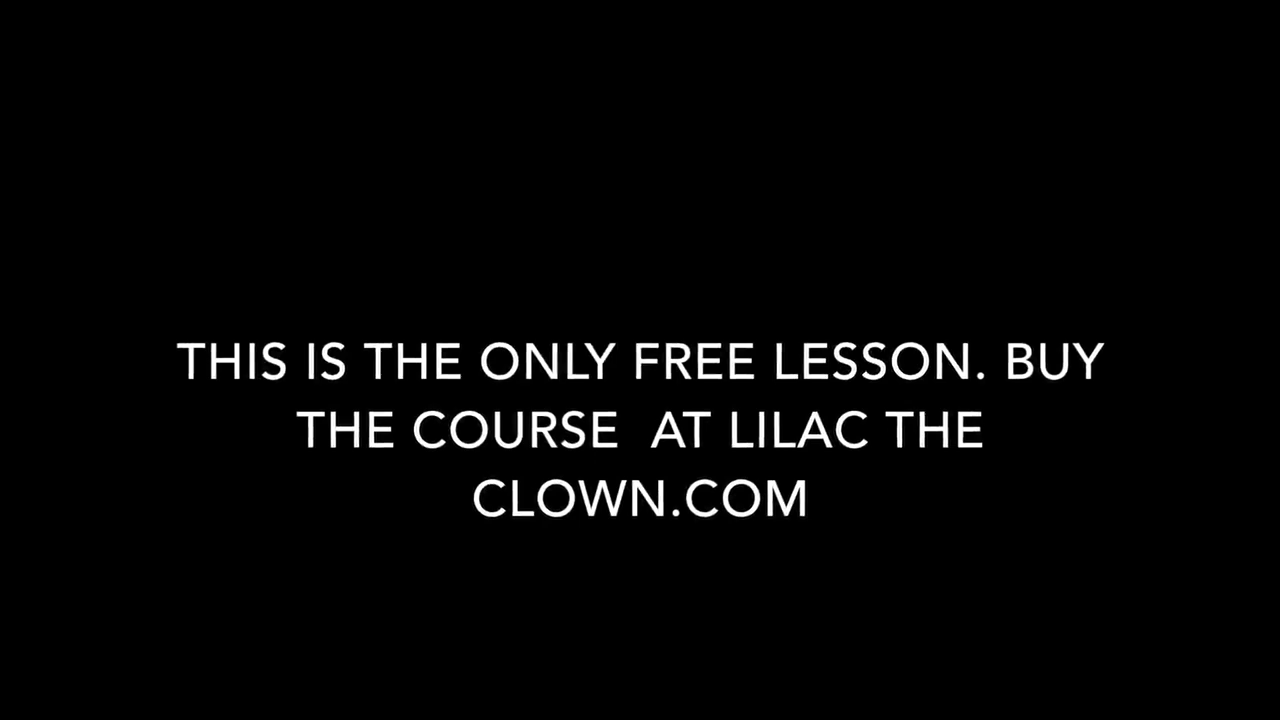 THIS IS THE ONLY FREE LESSON. BUY
THE COURSE  AT LILAC THE
CLOWN.COM